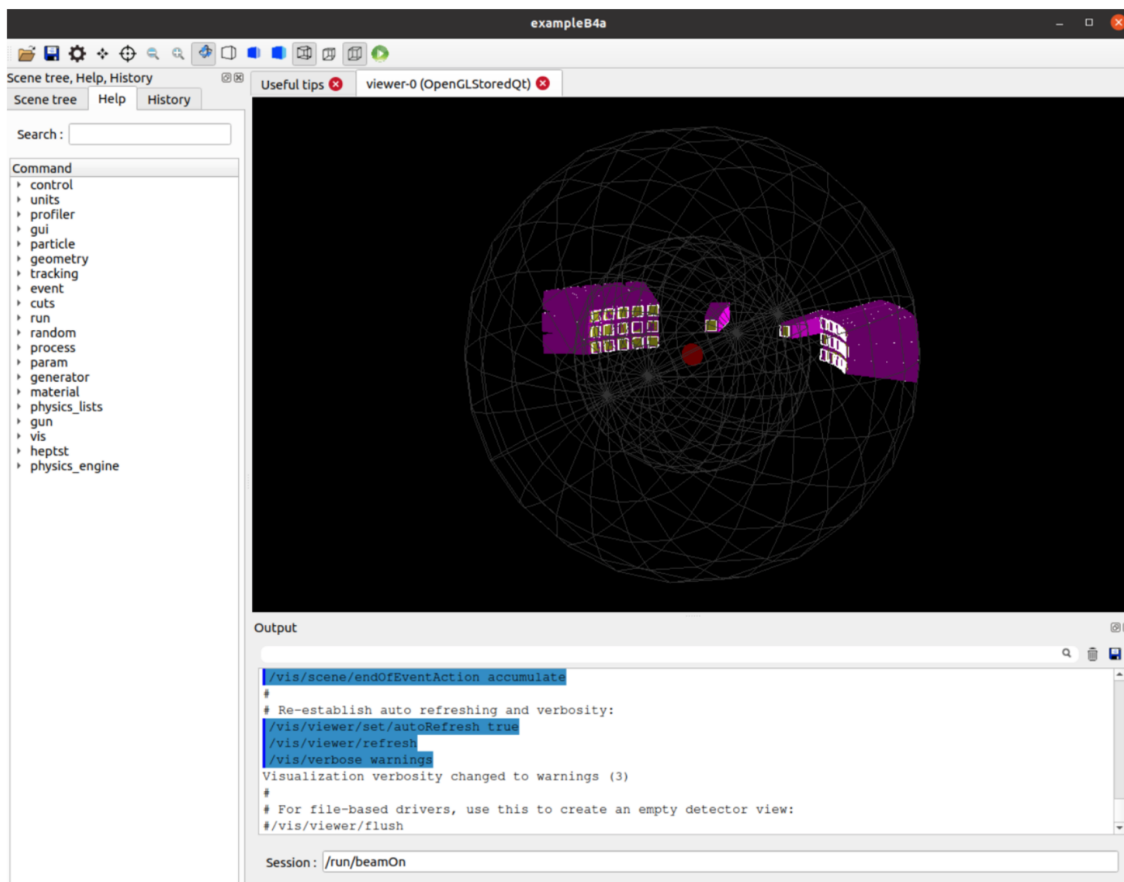 exampleB4a
Scene tree, Help, History
Scene tree Help History
Search :
Command
control
units
profiler
gui
particle
geometry
tracking
event
cuts
run
random
process
param
generator
material
physics_lists
gun
vis
heptst
physics_engine
Useful tips viewer-0 (OpenGLStoredQt)
Output
/vis/scene/endOfEventAction accumulate
#
# Re-establish auto refreshing and verbosity:
/vis/viewer/set/autoRefresh true
/vis/viewer/refresh
/vis/verbose warnings
Visualization verbosity changed to warnings (3)
#
# For file-based drivers, use this to create an empty detector view:
#/vis/viewer/flush
Session : /run/beamOn